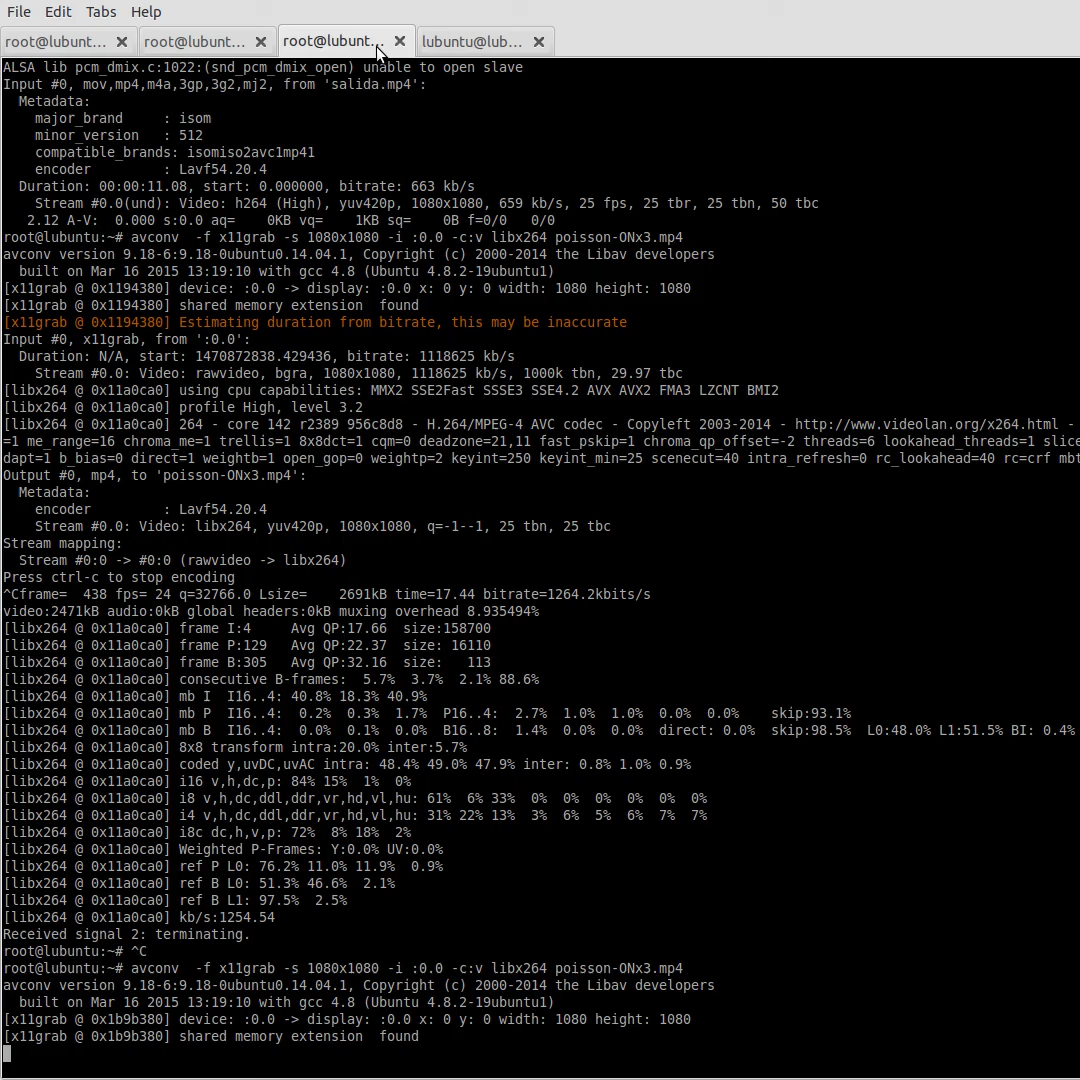 File Edit Tabs Help
root@lubunt... root@lubunt... root@lubunt... lubuntu@lub...
ALSA lib pcm_dmix.c:1022:(snd_pcm_dmix_open) unable to open slave
Input #0, mov,mp4,m4a,3gp,3g2,mj2, from 'salida.mp4':
  Metadata:
    major_brand     : isom
    minor_version   : 512
    compatible_brands: isomiso2avc1mp41
    encoder         : Lavf54.20.4
  Duration: 00:00:11.08, start: 0.000000, bitrate: 663 kb/s
    Stream #0.0(und): Video: h264 (High), yuv420p, 1080x1080, 659 kb/s, 25 fps, 25 tbr, 25 tbn, 50 tbc
   2.12 A-V:  0.000 s:0.0 aq=    0KB vq=    1KB sq=    0B f=0/0   0/0
root@lubuntu:~# avconv  -f x11grab -s 1080x1080 -i :0.0 -c:v libx264 poisson-ONx3.mp4
avconv version 9.18-6:9.18-0ubuntu0.14.04.1, Copyright (c) 2000-2014 the Libav developers
  built on Mar 16 2015 13:19:10 with gcc 4.8 (Ubuntu 4.8.2-19ubuntu1)
[x11grab @ 0x1194380] device: :0.0 -> display: :0.0 x: 0 y: 0 width: 1080 height: 1080
[x11grab @ 0x1194380] shared memory extension  found
[x11grab @ 0x1194380] Estimating duration from bitrate, this may be inaccurate
Input #0, x11grab, from ':0.0':
  Duration: N/A, start: 1470872838.429436, bitrate: 1118625 kb/s
    Stream #0.0: Video: rawvideo, bgra, 1080x1080, 1118625 kb/s, 1000k tbn, 29.97 tbc
[libx264 @ 0x11a0ca0] using cpu capabilities: MMX2 SSE2Fast SSSE3 SSE4.2 AVX AVX2 FMA3 LZCNT BMI2
[libx264 @ 0x11a0ca0] profile High, level 3.2
[libx264 @ 0x11a0ca0] 264 - core 142 r2389 956c8d8 - H.264/MPEG-4 AVC codec - Copyleft 2003-2014 - http://www.videolan.org/x264.html -
=1 me_range=16 chroma_me=1 trellis=1 8x8dct=1 cqm=0 deadzone=21,11 fast_pskip=1 chroma_qp_offset=-2 threads=6 lookahead_threads=1 slice
dapt=1 b_bias=0 direct=1 weightb=1 open_gop=0 weightp=2 keyint=250 keyint_min=25 scenecut=40 intra_refresh=0 rc_lookahead=40 rc=crf mbt
Output #0, mp4, to 'poisson-ONx3.mp4':
  Metadata:
    encoder         : Lavf54.20.4
    Stream #0.0: Video: libx264, yuv420p, 1080x1080, q=-1--1, 25 tbn, 25 tbc
Stream mapping:
  Stream #0:0 -> #0:0 (rawvideo -> libx264)
Press ctrl-c to stop encoding
^Cframe=  438 fps= 24 q=32766.0 Lsize=    2691kB time=17.44 bitrate=1264.2kbits/s
video:2471kB audio:0kB global headers:0kB muxing overhead 8.935494%
[libx264 @ 0x11a0ca0] frame I:4     Avg QP:17.66  size:158700
[libx264 @ 0x11a0ca0] frame P:129   Avg QP:22.37  size: 16110
[libx264 @ 0x11a0ca0] frame B:305   Avg QP:32.16  size:   113
[libx264 @ 0x11a0ca0] consecutive B-frames:  5.7%  3.7%  2.1% 88.6%
[libx264 @ 0x11a0ca0] mb I  I16..4: 40.8% 18.3% 40.9%
[libx264 @ 0x11a0ca0] mb P  I16..4:  0.2%  0.3%  1.7%  P16..4:  2.7%  1.0%  1.0%  0.0%  0.0%    skip:93.1%
[libx264 @ 0x11a0ca0] mb B  I16..4:  0.0%  0.1%  0.0%  B16..8:  1.4%  0.0%  0.0%  direct: 0.0%  skip:98.5%  L0:48.0% L1:51.5% BI: 0.4%
[libx264 @ 0x11a0ca0] 8x8 transform intra:20.0% inter:5.7%
[libx264 @ 0x11a0ca0] coded y,uvDC,uvAC intra: 48.4% 49.0% 47.9% inter: 0.8% 1.0% 0.9%
[libx264 @ 0x11a0ca0] i16 v,h,dc,p: 84% 15%  1%  0%
[libx264 @ 0x11a0ca0] i8 v,h,dc,ddl,ddr,vr,hd,vl,hu: 61%  6% 33%  0%  0%  0%  0%  0%  0%
[libx264 @ 0x11a0ca0] i4 v,h,dc,ddl,ddr,vr,hd,vl,hu: 31% 22% 13%  3%  6%  5%  6%  7%  7%
[libx264 @ 0x11a0ca0] i8c dc,h,v,p: 72%  8% 18%  2%
[libx264 @ 0x11a0ca0] Weighted P-Frames: Y:0.0% UV:0.0%
[libx264 @ 0x11a0ca0] ref P L0: 76.2% 11.0% 11.9%  0.9%
[libx264 @ 0x11a0ca0] ref B L0: 51.3% 46.6%  2.1%
[libx264 @ 0x11a0ca0] ref B L1: 97.5%  2.5%
[libx264 @ 0x11a0ca0] kb/s:1254.54
Received signal 2: terminating.
root@lubuntu:~# ^C
root@lubuntu:~# avconv  -f x11grab -s 1080x1080 -i :0.0 -c:v libx264 poisson-ONx3.mp4
avconv version 9.18-6:9.18-0ubuntu0.14.04.1, Copyright (c) 2000-2014 the Libav developers
  built on Mar 16 2015 13:19:10 with gcc 4.8 (Ubuntu 4.8.2-19ubuntu1)
[x11grab @ 0x1b9b380] device: :0.0 -> display: :0.0 x: 0 y: 0 width: 1080 height: 1080
[x11grab @ 0x1b9b380] shared memory extension  found